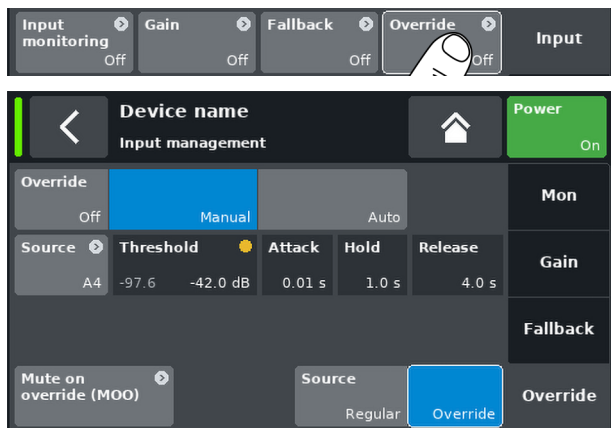 Input monitoring Off
Gain Off
Fallback Off
Override Off
Input
Device name
Input management
Power On
Override Off
Manual
Auto
Mon
Source A4
Threshold -97.6 -42.0 dB
Attack 0.01 s
Hold 1.0 s
Release 4.0 s
Gain
Fallback
Mute on override (MOO)
Source Regular
Override
Override